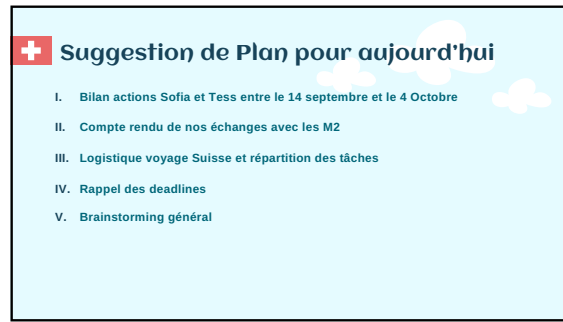 Suggestion de Plan pour aujourd'hui
I. Bilan actions Sofia et Tess entre le 14 septembre et le 4 Octobre
II. Compte rendu de nos échanges avec les M2
III. Logistique voyage Suisse et répartition des tâches
IV. Rappel des deadlines
V. Brainstorming général